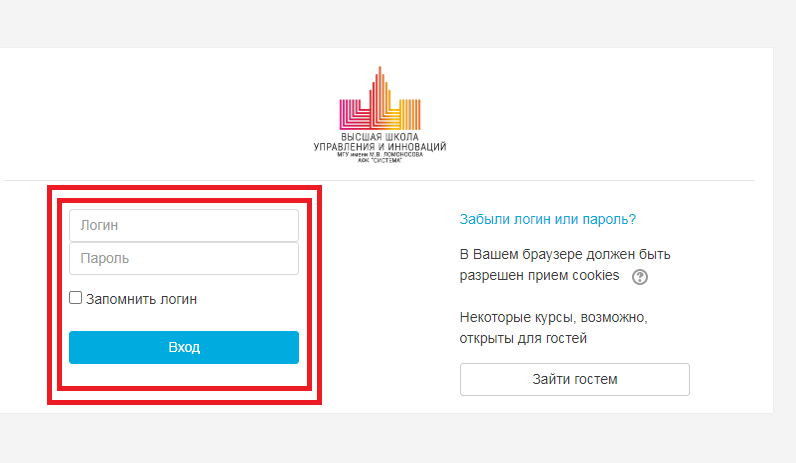 ВЫСШАЯ ШКОЛА
УПРАВЛЕНИЯ И ИННОВАЦИЙ
МГУ имени М.В. ЛОМОНОСОВА
АФК "СИСТЕМА"
Логин
Пароль
Запомнить логин
Вход
Забыли логин или пароль?
В Вашем браузере должен быть
разрешен прием cookies ?
Некоторые курсы, возможно,
открыты для гостей
Зайти гостем